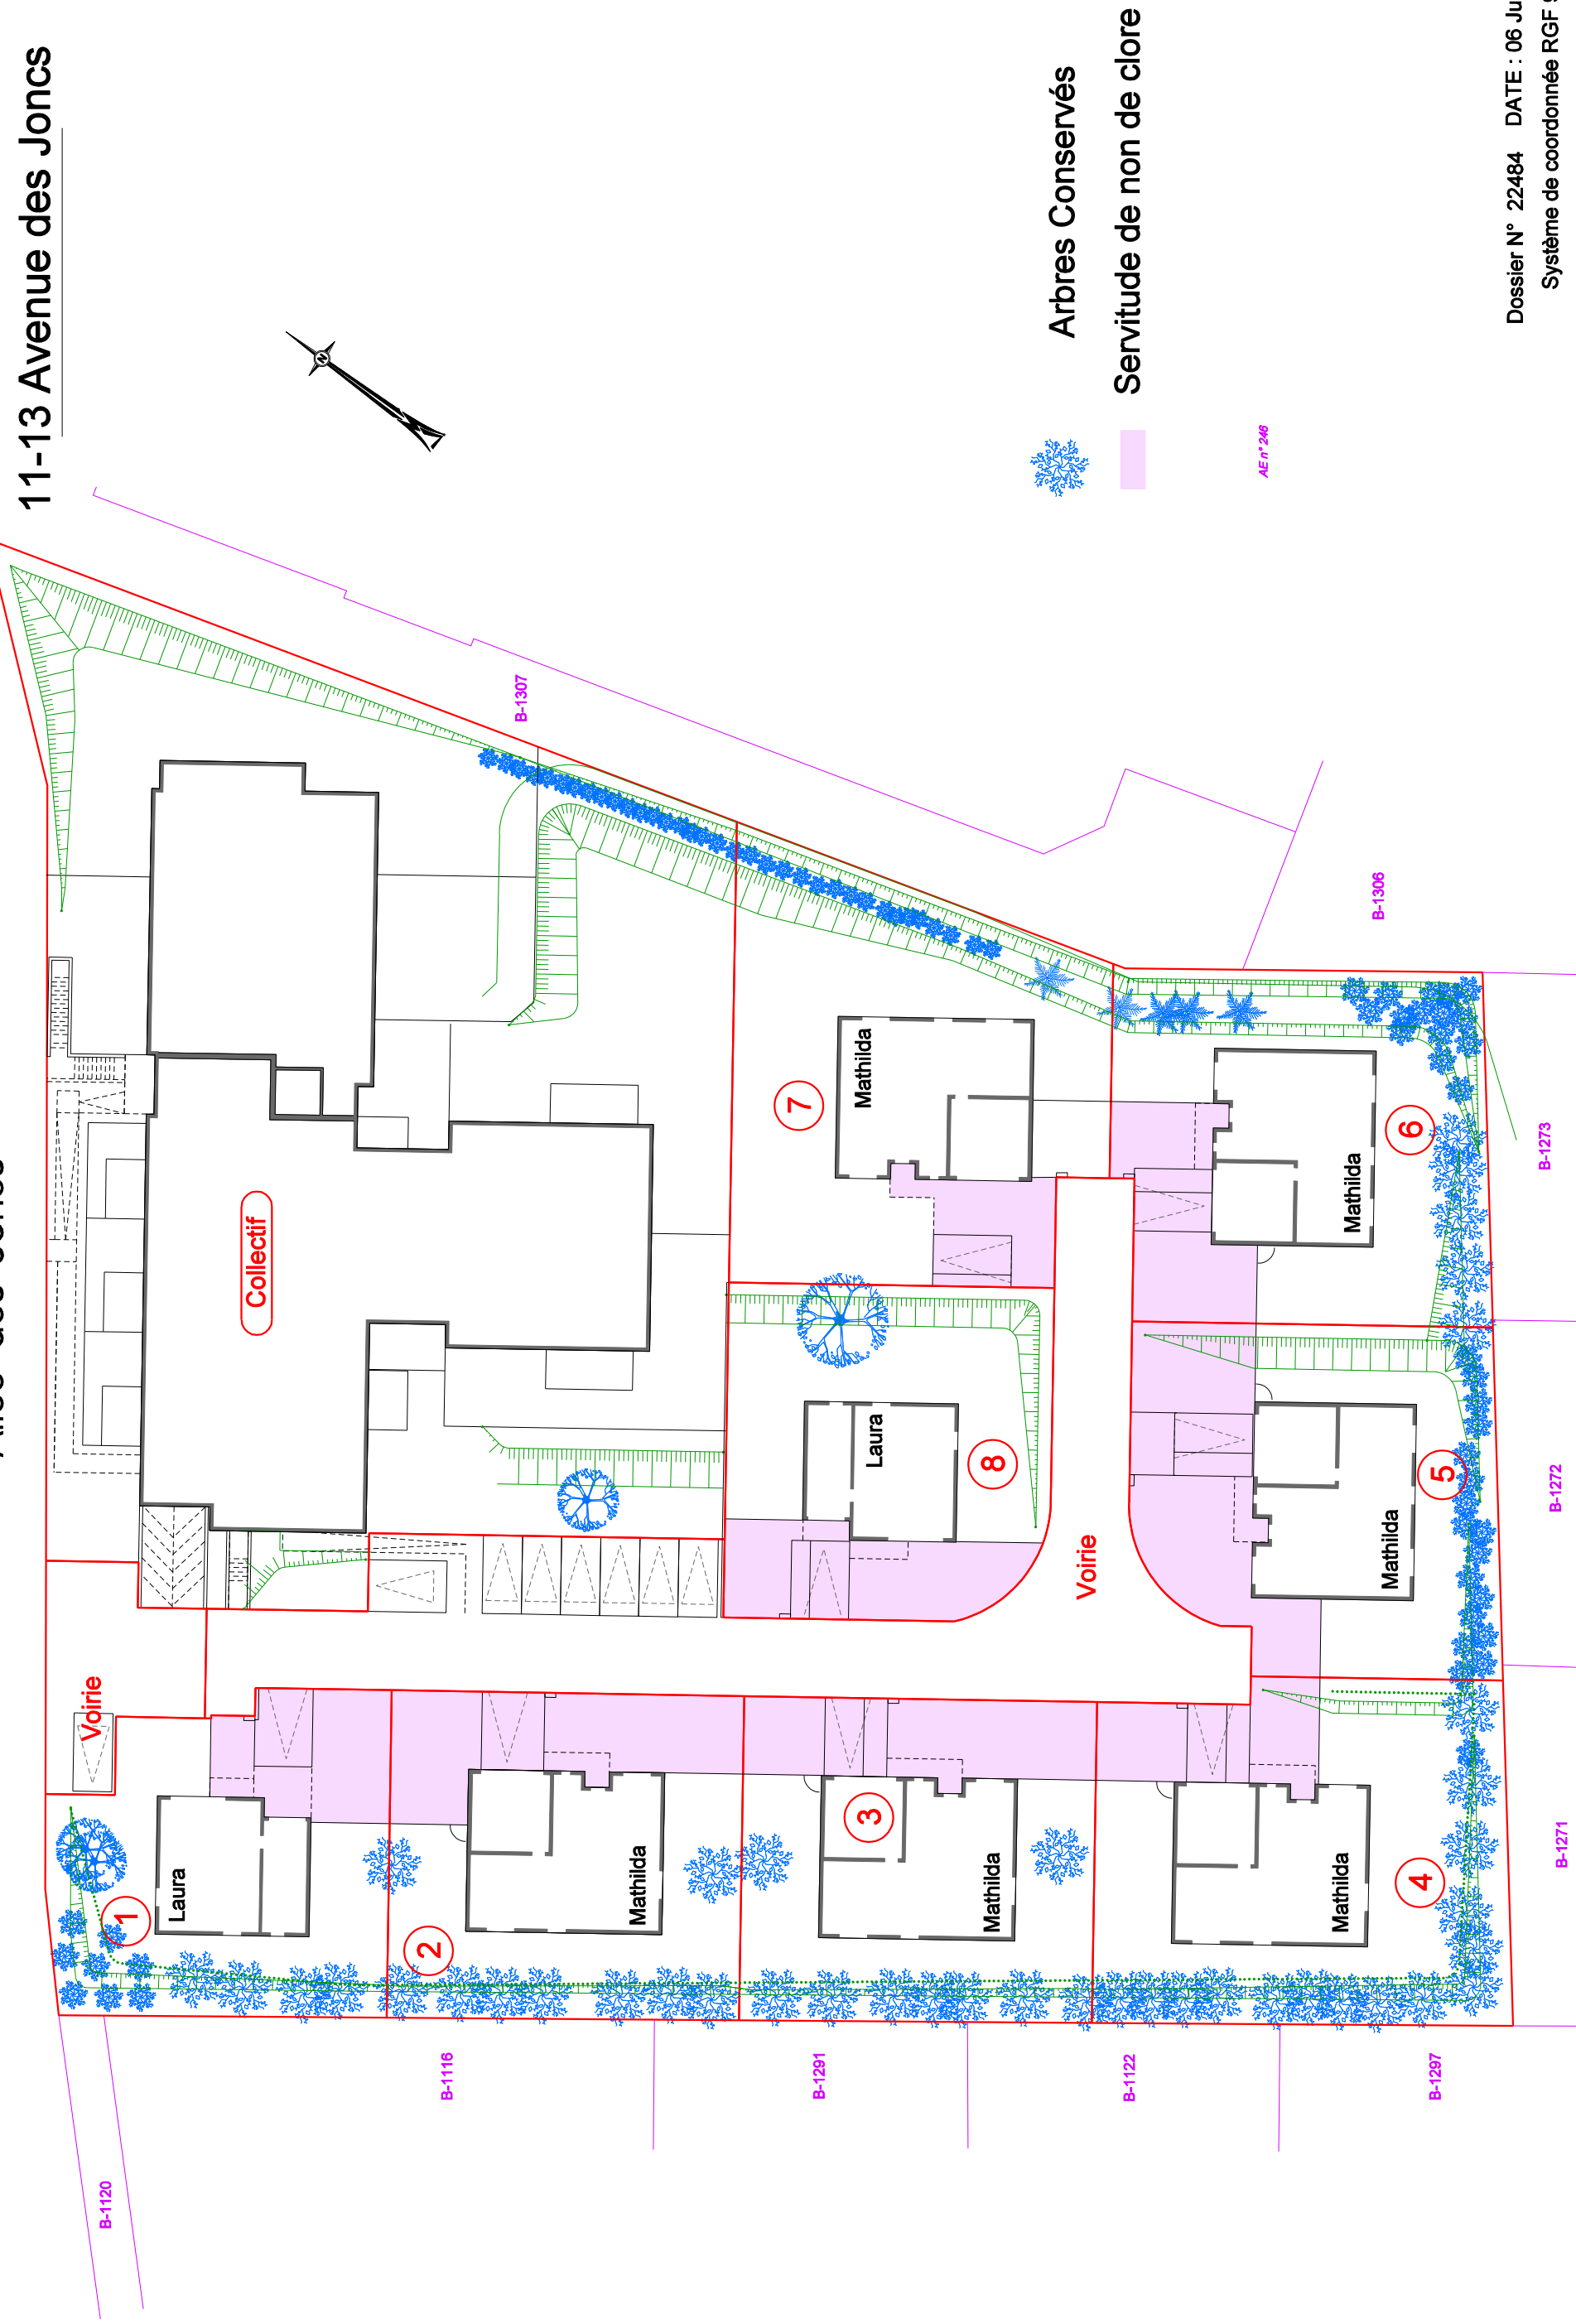 11-13 Avenue des Joncs
Arbres Conservés
Servitude de non clore
AE n° 246
Dossier N° 22484 DATE : 06
Système de coordonnée RGF
N
B-1307
B-1306
B-1273
B-1272
B-1271
B-1297
B-1122
B-1291
B-1116
B-1120
Collectif
Voirie
Voirie
1
Laura
2
Mathilda
3
Mathilda
4
Mathilda
5
Mathilda
6
Mathilda
7
Mathilda
8
Laura